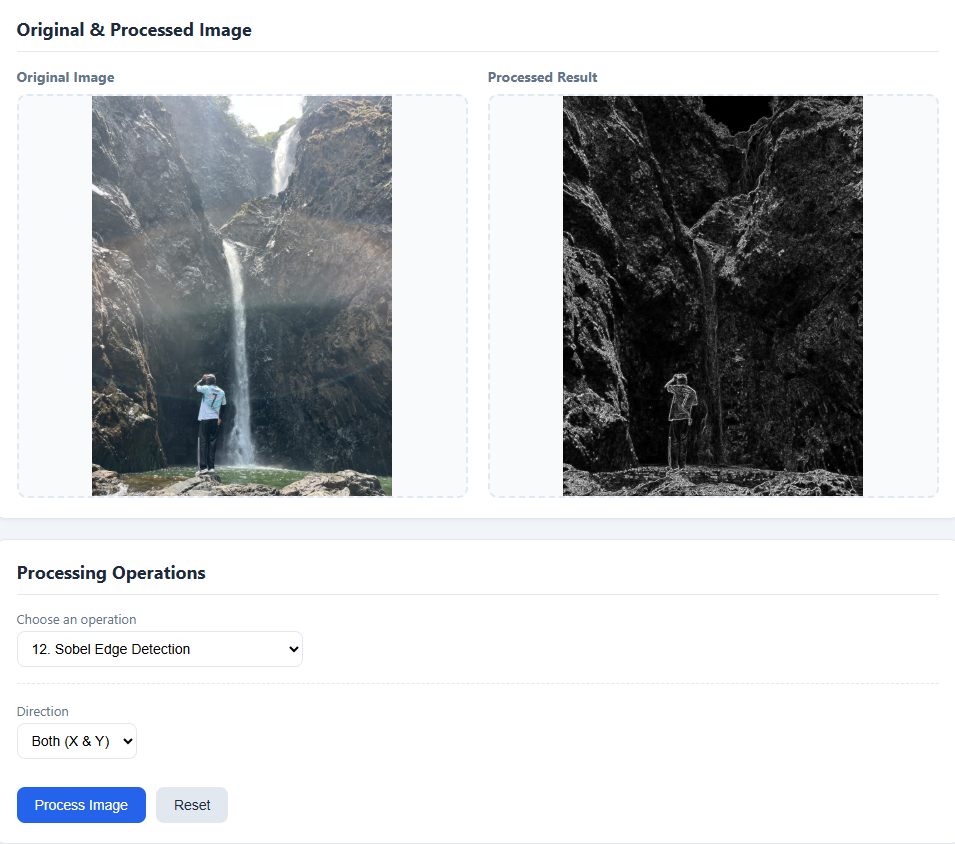 Original & Processed Image
Original Image
Processed Result
7
7
Processing Operations
Choose an operation
12. Sobel Edge Detection
Direction
Both (X & Y)
Process Image
Reset